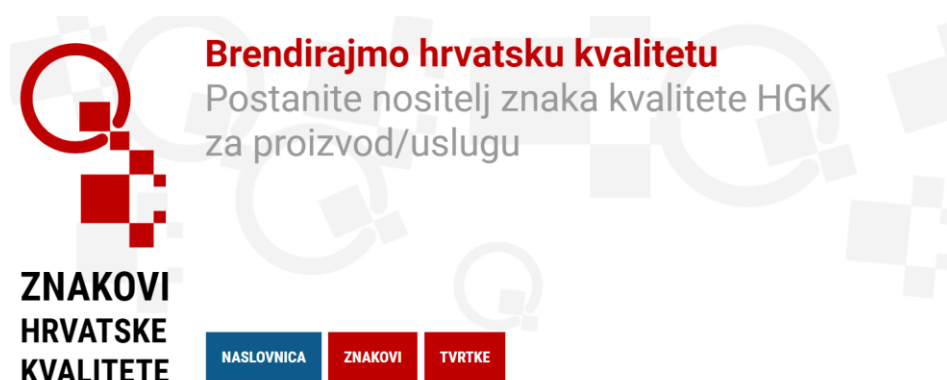 Brendirajmo hrvatsku kvalitetu
Postanite nositelj znaka kvalitete HGK
za proizvod/uslugu
ZNAKOVI
HRVATSKE
KVALITETE
NASLOVNICA
ZNAKOVI
TVRTKE